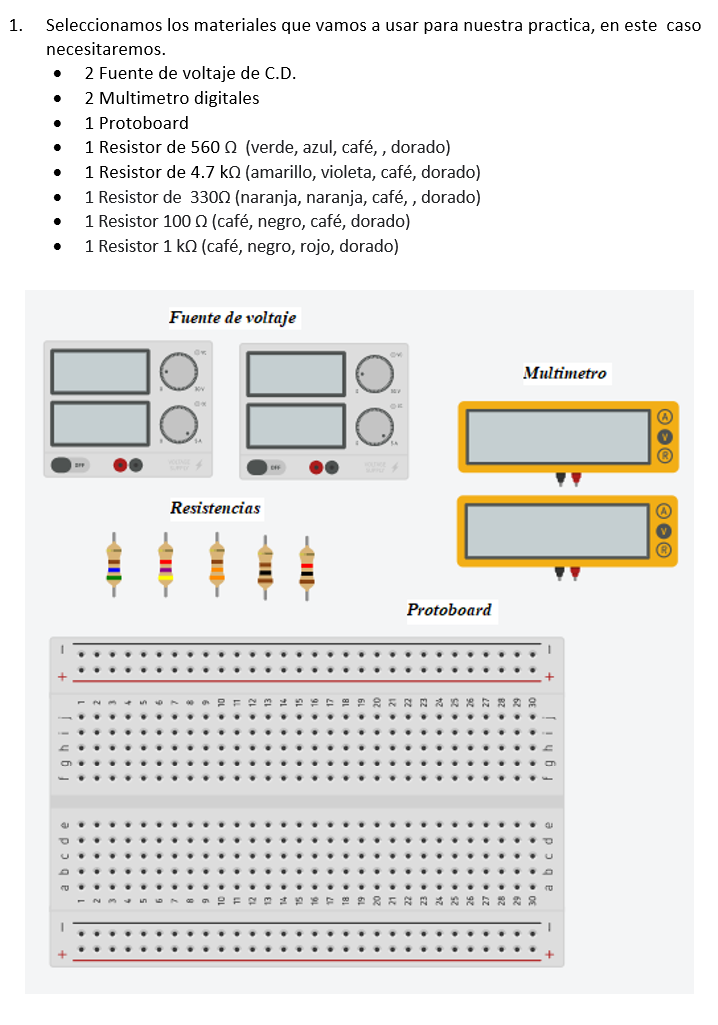 1. Seleccionamos los materiales que vamos a usar para nuestra practica, en este caso
necesitaremos.
• 2 Fuente de voltaje de C.D.
• 2 Multimetro digitales
• 1 Protoboard
• 1 Resistor de 560 Ω (verde, azul, café, , dorado)
• 1 Resistor de 4.7 kΩ (amarillo, violeta, café, dorado)
• 1 Resistor de 330Ω (naranja, naranja, café, , dorado)
• 1 Resistor 100 Ω (café, negro, café, dorado)
• 1 Resistor 1 kΩ (café, negro, rojo, dorado)
Fuente de voltaje
OFF
OFF
Multimetro
A
V
R
A
V
R
Resistencias
Protoboard
1 2 3 4 5 6 7 8 9 10 11 12 13 14 15 16 17 18 19 20 21 22 23 24 25 26 27 28 29 30
j i h g f
j i h g f
e d c b a
e d c b a
1 2 3 4 5 6 7 8 9 10 11 12 13 14 15 16 17 18 19 20 21 22 23 24 25 26 27 28 29 30